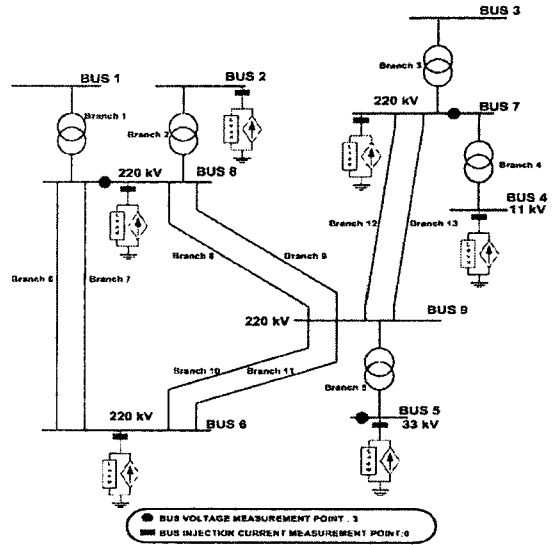 BUS 3
Branch 3
BUS 1
BUS 2
Branch 1
Branch 2
220 kV
BUS 7
Branch 4
220 kV
BUS 8
BUS 4
11 kV
Branch 12
Branch 13
Branch 6
Branch 7
Branch 8
Branch 9
220 kV
BUS 9
Branch 10
Branch 11
Branch 5
220 kV
BUS 6
BUS 5
33 kV
BUS VOLTAGE MEASUREMENT POINT : 3
BUS INJECTION CURRENT MEASUREMENT POINT:6